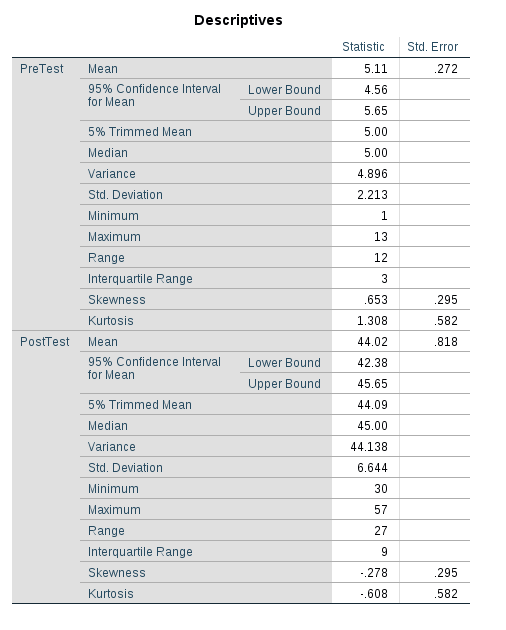 Descriptives
Statistic Std. Error
PreTest Mean 5.11 .272
95% Confidence Interval for Mean Lower Bound 4.56
Upper Bound 5.65
5% Trimmed Mean 5.00
Median 5.00
Variance 4.896
Std. Deviation 2.213
Minimum 1
Maximum 13
Range 12
Interquartile Range 3
Skewness .653 .295
Kurtosis 1.308 .582
PostTest Mean 44.02 .818
95% Confidence Interval for Mean Lower Bound 42.38
Upper Bound 45.65
5% Trimmed Mean 44.09
Median 45.00
Variance 44.138
Std. Deviation 6.644
Minimum 30
Maximum 57
Range 27
Interquartile Range 9
Skewness -.278 .295
Kurtosis -.608 .582